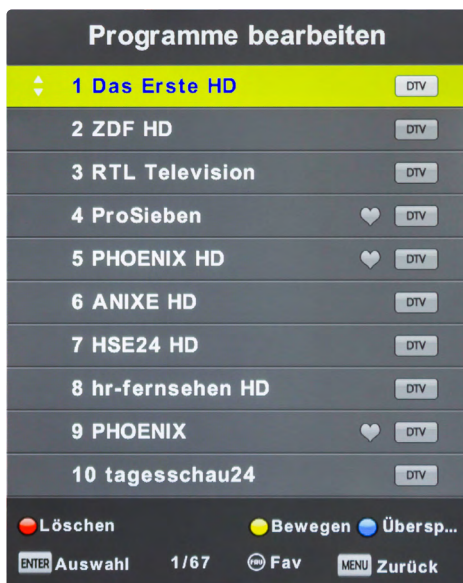 Programme bearbeiten
1 Das Erste HD DTV
2 ZDF HD DTV
3 RTL Television DTV
4 ProSieben DTV
5 PHOENIX HD DTV
6 ANIXE HD DTV
7 HSE24 HD DTV
8 hr-fernsehen HD DTV
9 PHOENIX DTV
10 tagesschau24 DTV
Löschen Bewegen Übersp...
ENTER Auswahl 1/67 FAV Fav MENU Zurück